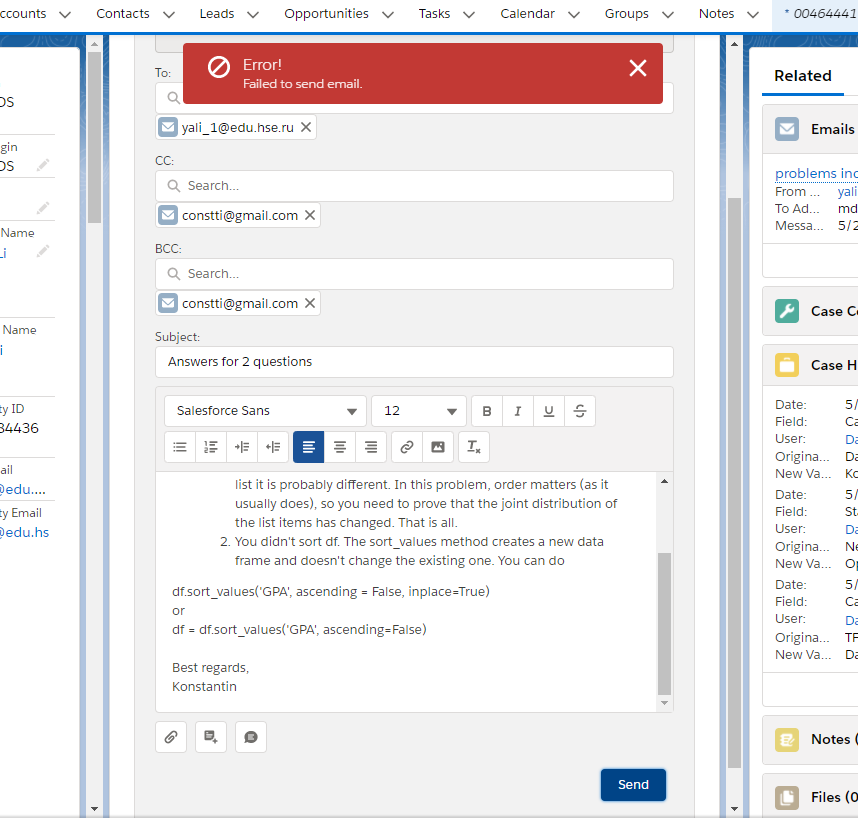 ccounts Contacts Leads Opportunities Tasks Calendar Groups Notes * 00464441
Error!
Failed to send email.
To:
yali_1@edu.hse.ru
CC:
Search...
constti@gmail.com
BCC:
Search...
constti@gmail.com
Subject:
Answers for 2 questions
Salesforce Sans 12 B I U S
list it is probably different. In this problem, order matters (as it
usually does), so you need to prove that the joint distribution of
the list items has changed. That is all.
2. You didn't sort df. The sort_values method creates a new data
frame and doesn't change the existing one. You can do
df.sort_values('GPA', ascending = False, inplace=True)
or
df = df.sort_values('GPA', ascending=False)
Best regards,
Konstantin
Send
OS
gin
OS
Name
Li
Name
i
ty ID
34436
ail
@edu....
ty Email
@edu.hs
Related
Emails
problems inc
From ... yali
To Ad... md
Messa... 5/2
Case Co
Case H
Date: 5/
Field: Ca
User: Da
Origina... Da
New Va... Ko
Date: 5/
Field: Sta
User: Da
Origina... Ne
New Va... Op
Date: 5/
Field: Ca
User: Da
Origina... TF
New Va... Da
Notes (
Files (0